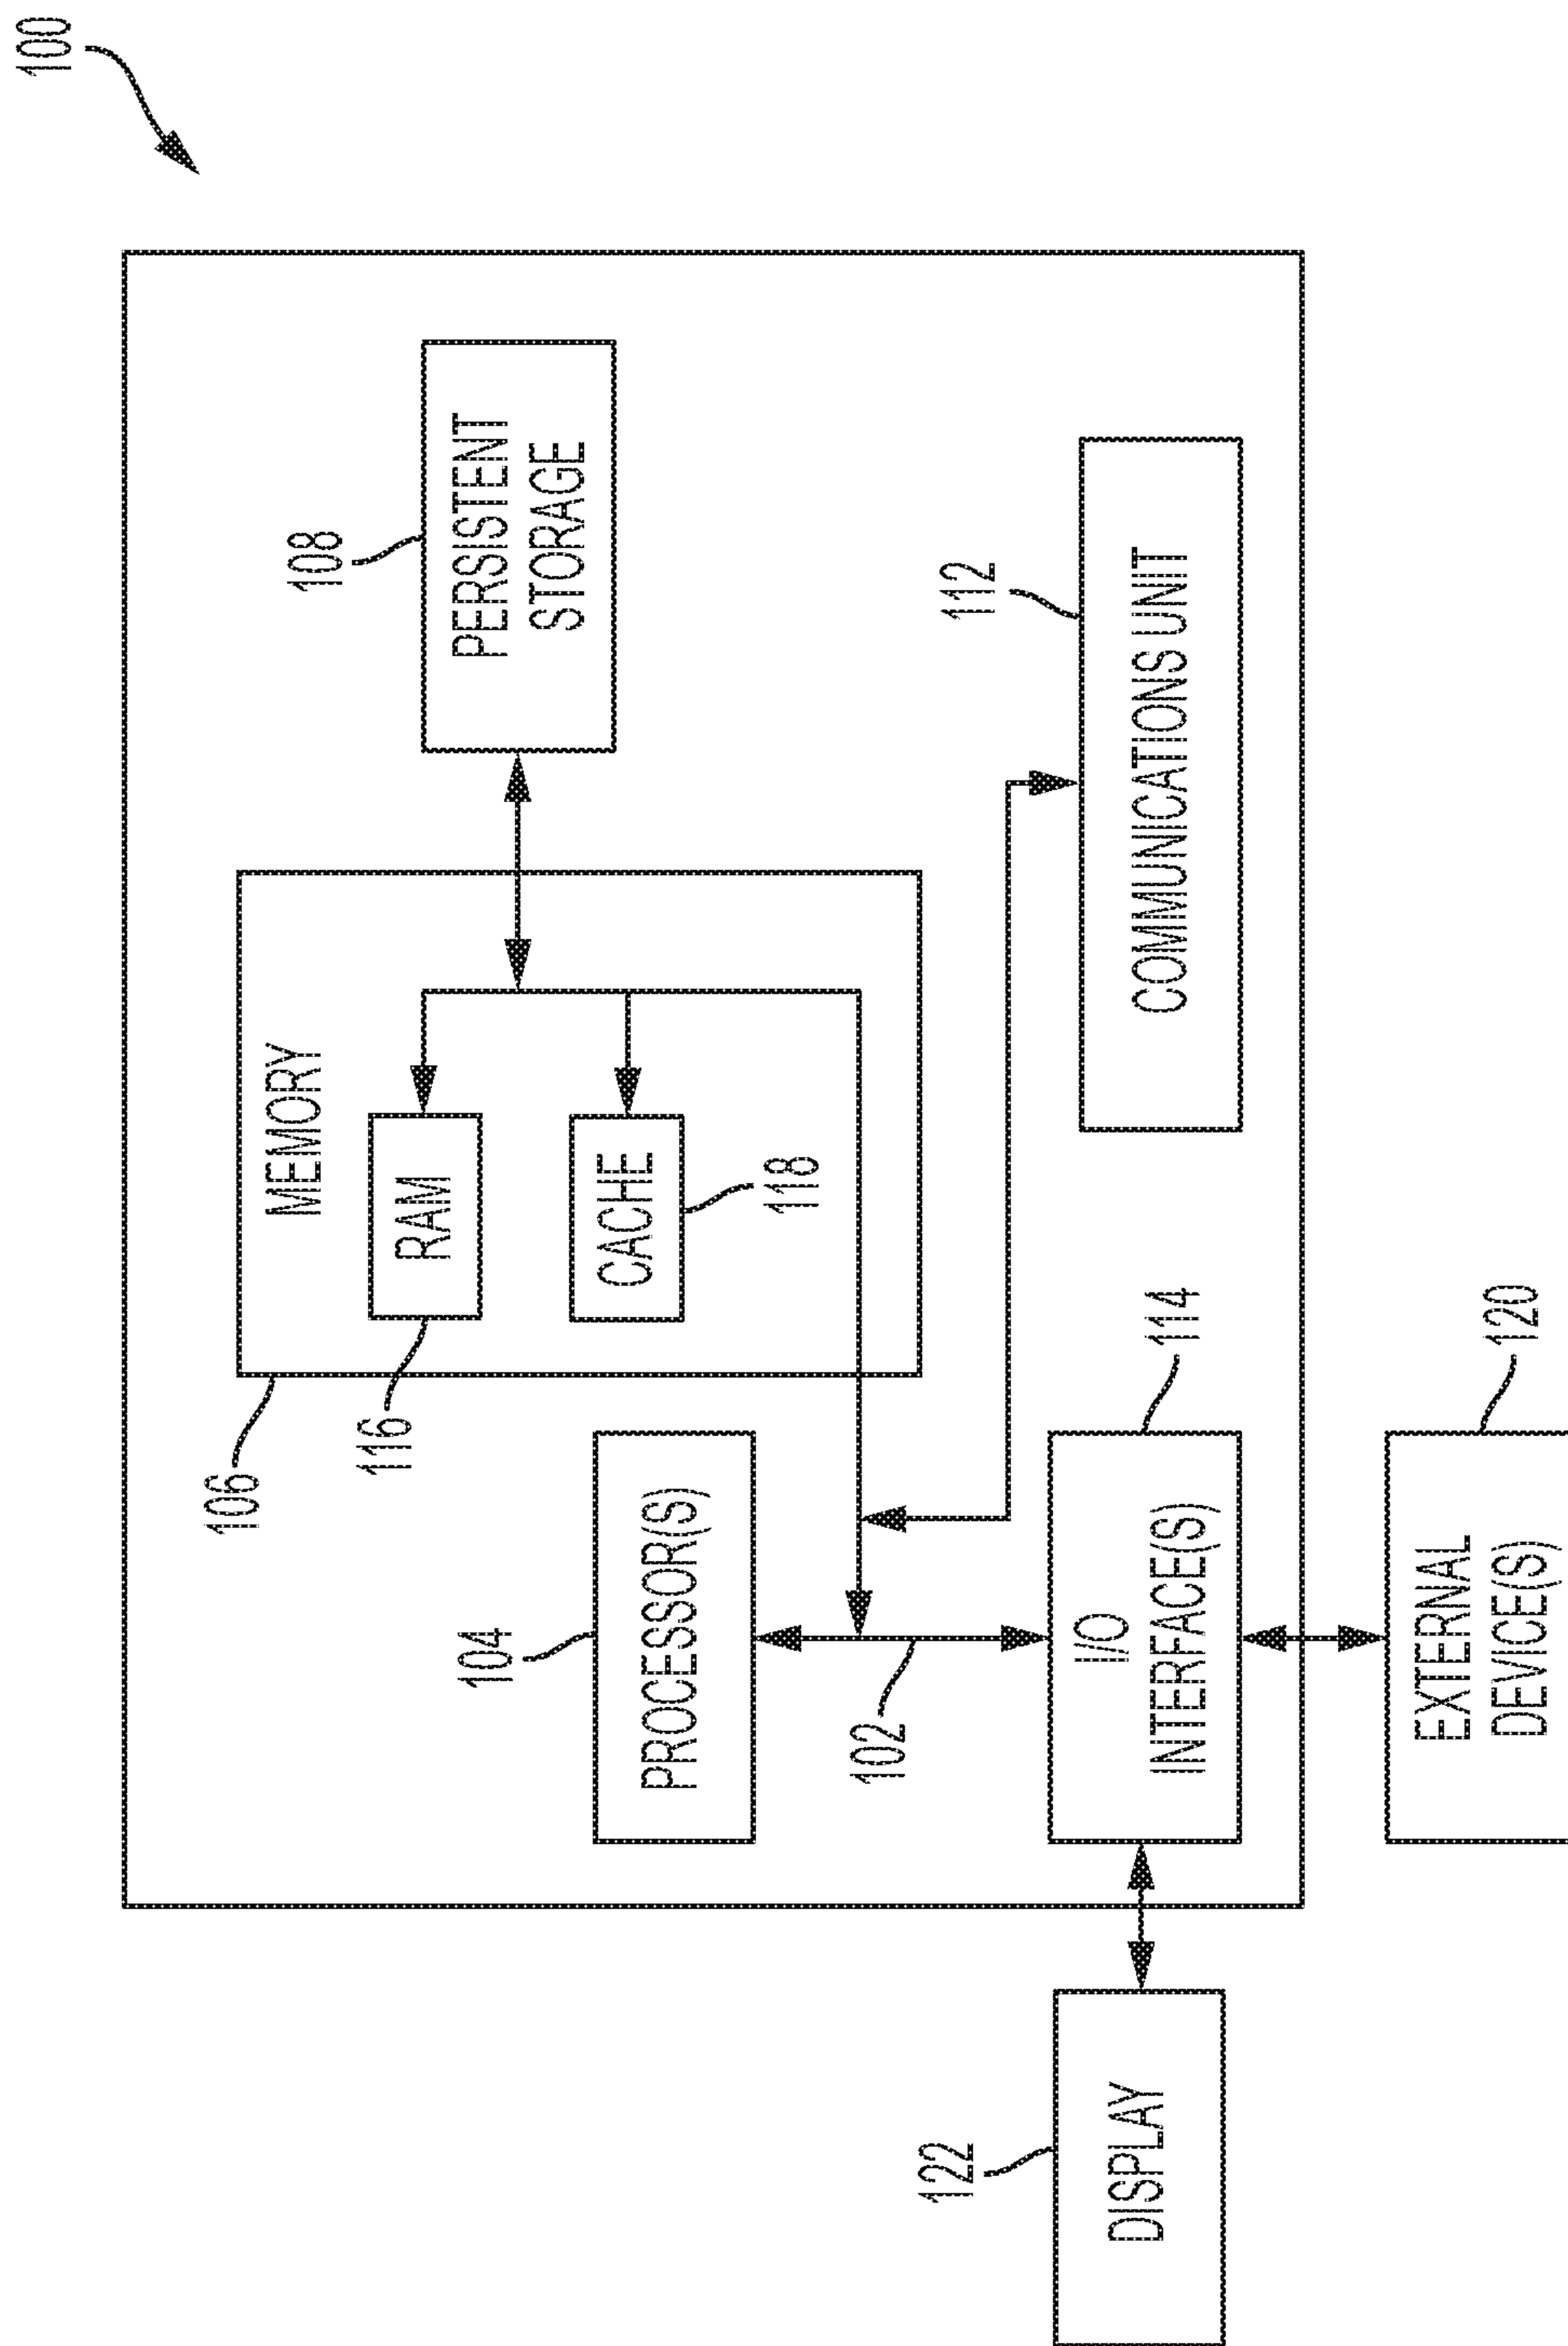 100
106
MEMORY
116
RAM
CACHE
118
108
PERSISTENT
STORAGE
104
PROCESSOR(S)
102
112
COMMUNICATIONS UNIT
114
I/O
INTERFACE(S)
122
DISPLAY
120
EXTERNAL
DEVICE(S)